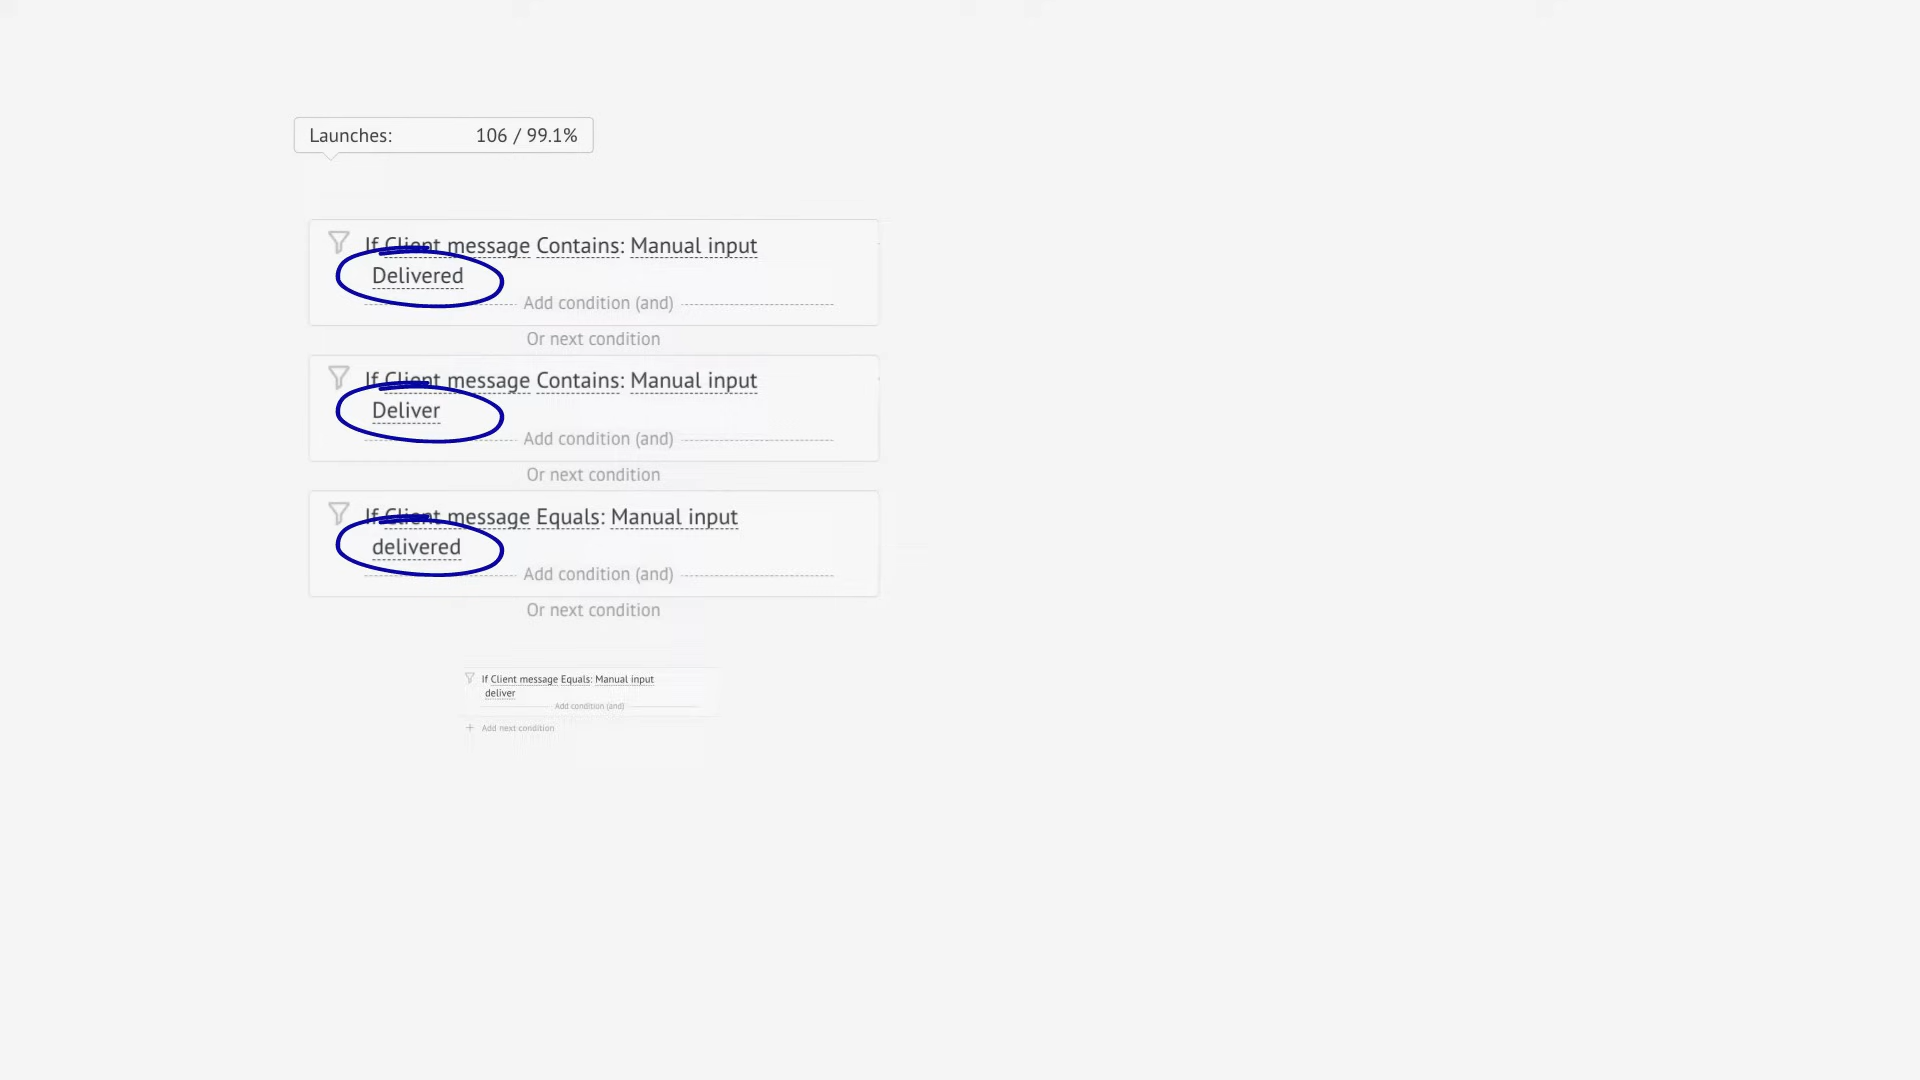 Launches: 106 / 99.1%
If Client message Contains: Manual input
Delivered
Add condition (and)
Or next condition
If Client message Contains: Manual input
Deliver
Add condition (and)
Or next condition
If Client message Equals: Manual input
delivered
Add condition (and)
Or next condition
If Client message Equals: Manual input
deliver
Add condition (and)
+ Add next condition